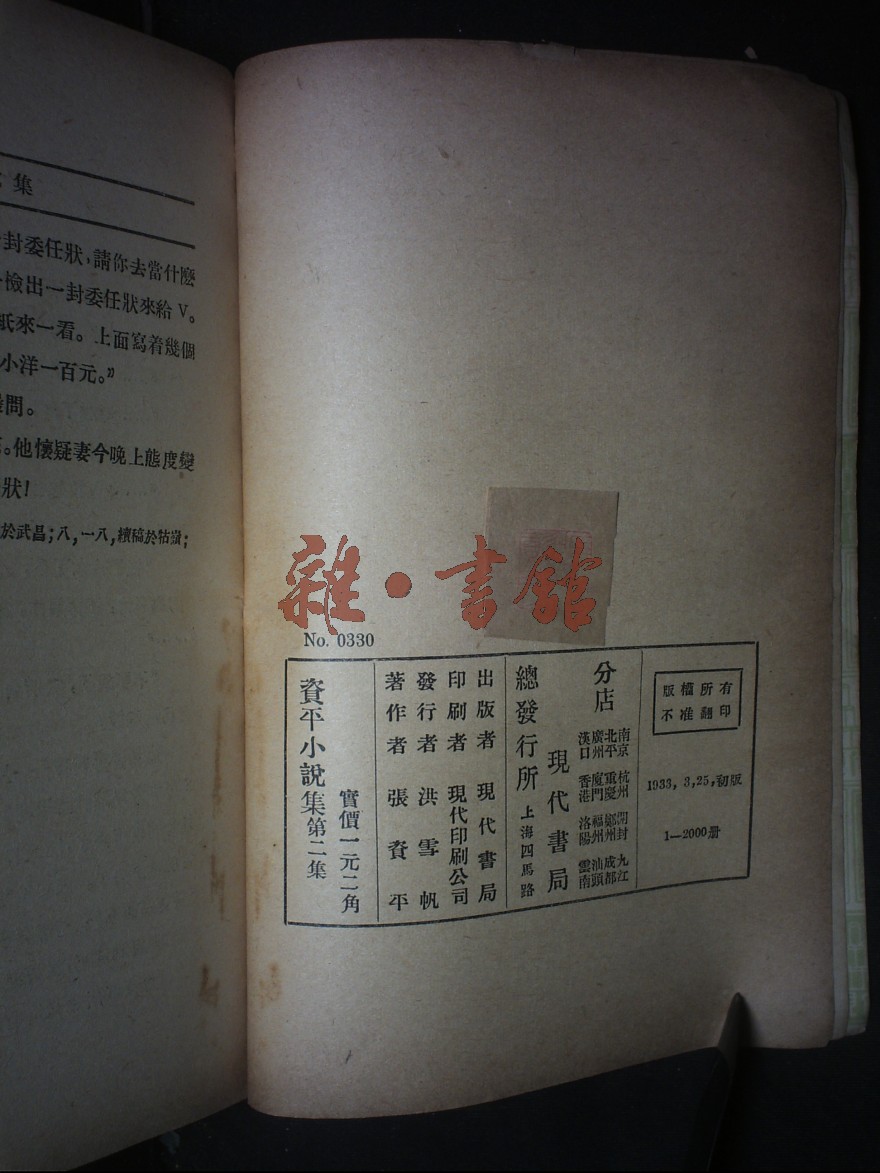 集
封委任狀，請你去當什麼
檢出一封委任狀來給 V。
來一看。上面寫着幾個
小洋一百元。”
問。
。他懷疑妻今晚上態度變
狀！
於武昌；八，一八，續稿於牯嶺；
雜·書館
No. 0330
版權所有
不准翻印
1933, 3,25，初版
1—2000册
分店
南京 杭州 開封 九江
北平 重慶 鄭州 成都
廣州 廈門 福州 汕頭
漢口 香港 洛陽 雲南
現代書局
總發行所 上海四馬路
出版者 現代書局
印刷者 現代印刷公司
發行者 洪雪帆
著作者 張資平
實價一元二角
資平小說集第二集